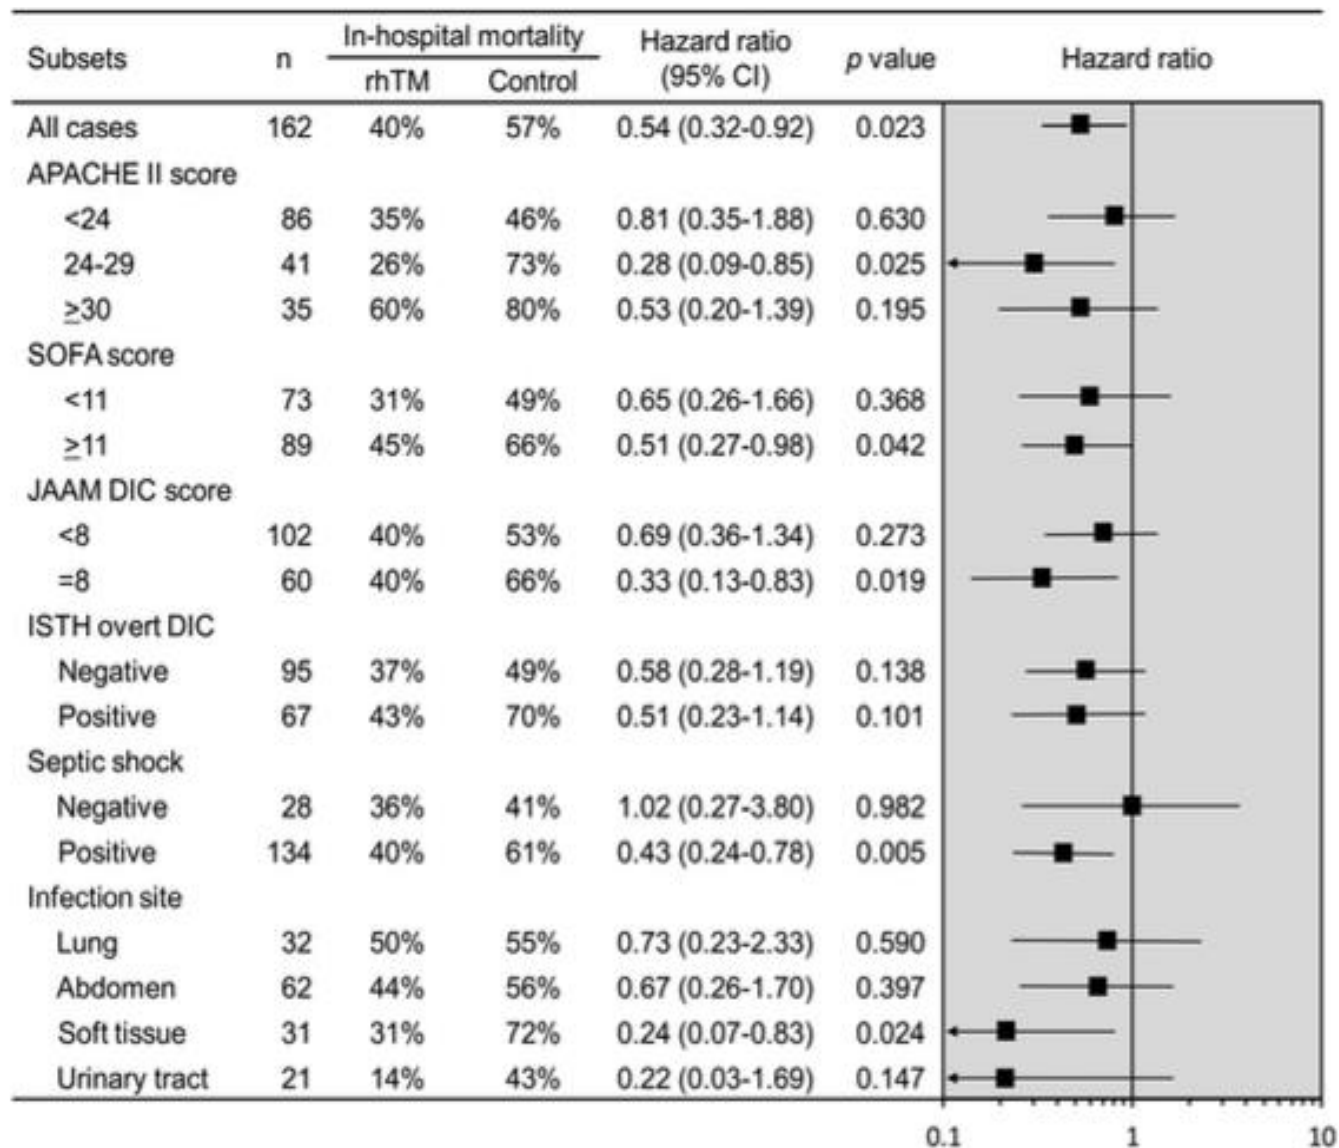 Subsets n In-hospital mortality Hazard ratio (95% CI) p value Hazard ratio
rhTM Control
All cases 162 40% 57% 0.54 (0.32-0.92) 0.023
APACHE II score
<24 86 35% 46% 0.81 (0.35-1.88) 0.630
24-29 41 26% 73% 0.28 (0.09-0.85) 0.025
≥30 35 60% 80% 0.53 (0.20-1.39) 0.195
SOFA score
<11 73 31% 49% 0.65 (0.26-1.66) 0.368
≥11 89 45% 66% 0.51 (0.27-0.98) 0.042
JAAM DIC score
<8 102 40% 53% 0.69 (0.36-1.34) 0.273
=8 60 40% 66% 0.33 (0.13-0.83) 0.019
ISTH overt DIC
Negative 95 37% 49% 0.58 (0.28-1.19) 0.138
Positive 67 43% 70% 0.51 (0.23-1.14) 0.101
Septic shock
Negative 28 36% 41% 1.02 (0.27-3.80) 0.982
Positive 134 40% 61% 0.43 (0.24-0.78) 0.005
Infection site
Lung 32 50% 55% 0.73 (0.23-2.33) 0.590
Abdomen 62 44% 56% 0.67 (0.26-1.70) 0.397
Soft tissue 31 31% 72% 0.24 (0.07-0.83) 0.024
Urinary tract 21 14% 43% 0.22 (0.03-1.69) 0.147
0.1 1 10